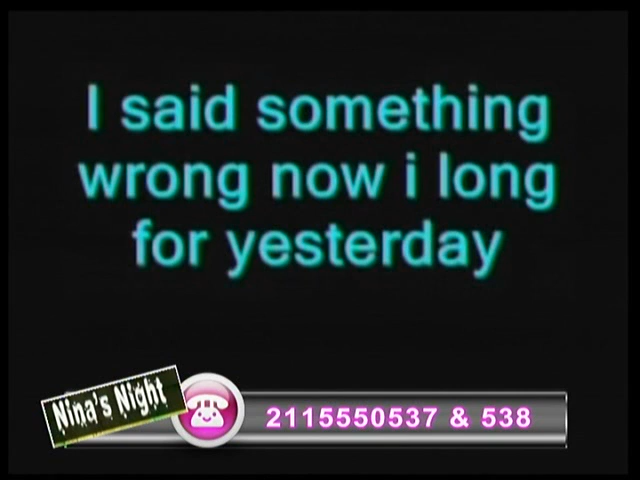 I said something
wrong now i long
for yesterday
Nina's Night
2115550537 & 538